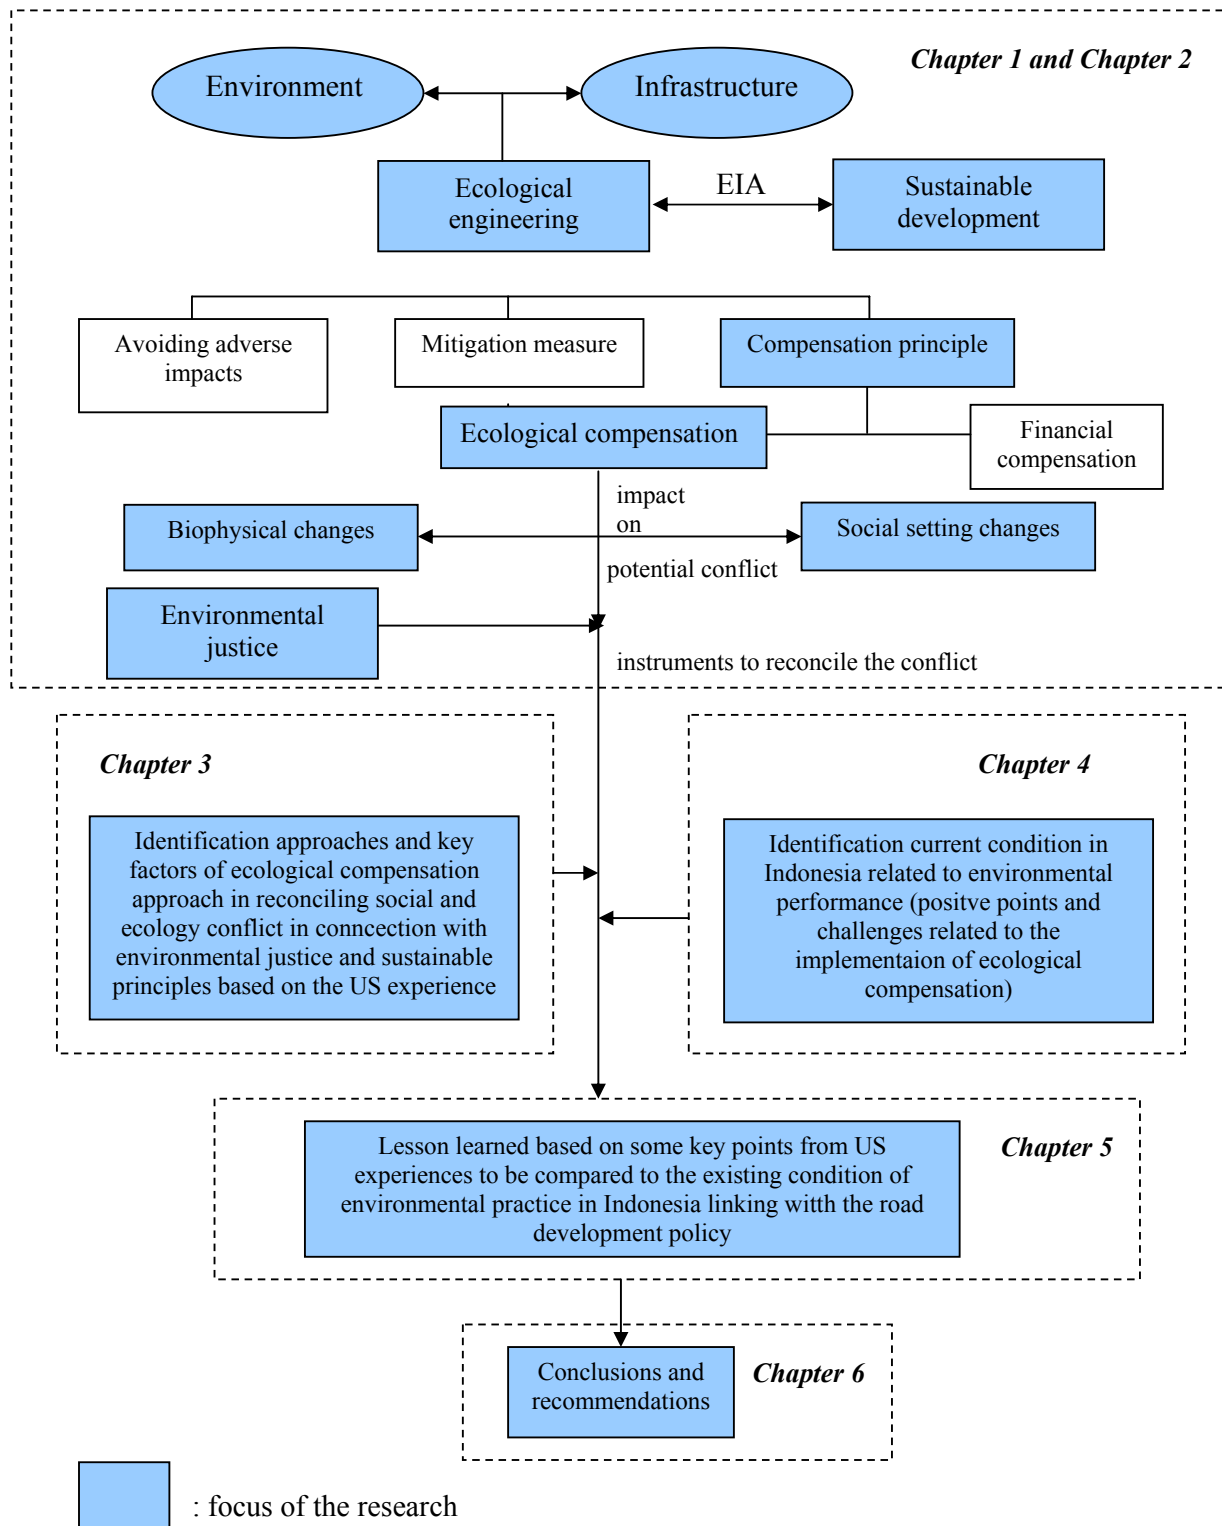 Chapter 1 and Chapter 2
Environment
Infrastructure
Ecological
engineering
EIA
Sustainable
development
Avoiding adverse
impacts
Mitigation measure
Compensation principle
Ecological compensation
Financial
compensation
impact
on
Biophysical changes
Social setting changes
potential conflict
Environmental
justice
instruments to reconcile the conflict
Chapter 3
Identification approaches and key
factors of ecological compensation
approach in reconciling social and
ecology conflict in conncection with
environmental justice and sustainable
principles based on the US experience
Chapter 4
Identification current condition in
Indonesia related to environmental
performance (positve points and
challenges related to the
implementaion of ecological
compensation)
Lesson learned based on some key points from US
experiences to be compared to the existing condition of
environmental practice in Indonesia linking witth the road
development policy
Chapter 5
Conclusions and
recommendations
Chapter 6
: focus of the research